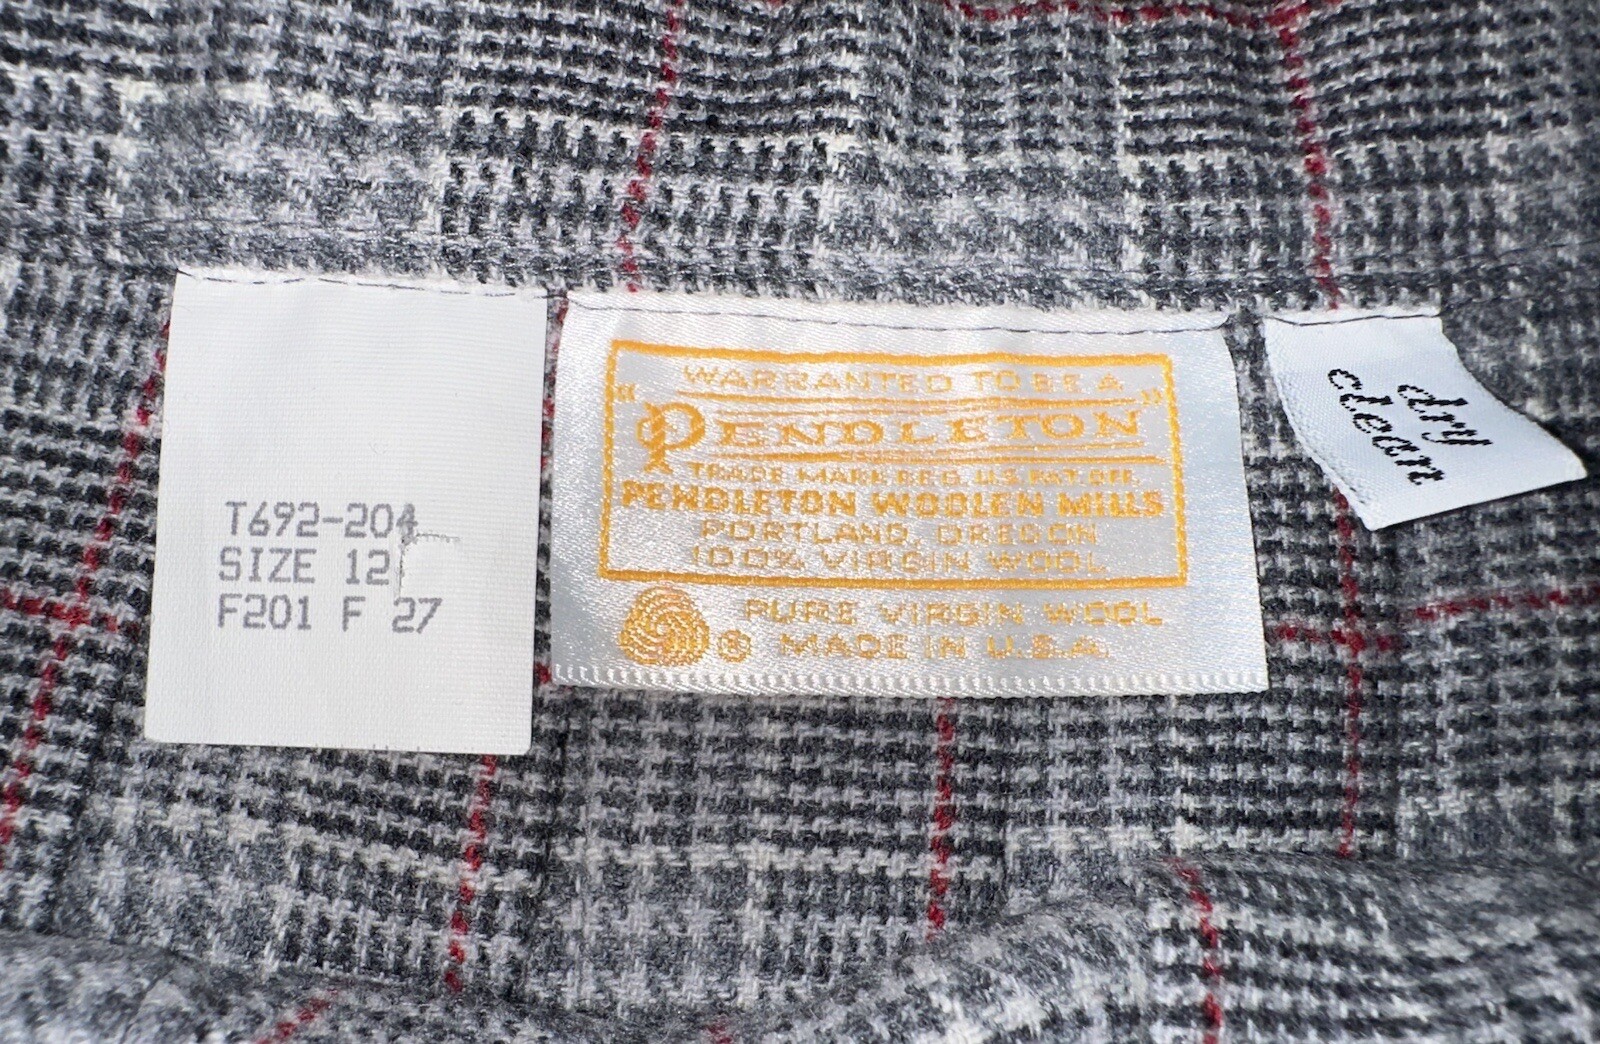 T692-204
SIZE 12
F201 F 27
"WARRANTED TO BE A
PENDLETON"
TRADE MARK REG. U.S. PAT. OFF.
PENDLETON WOOLEN MILLS
PORTLAND, OREGON
100% VIRGIN WOOL
PURE VIRGIN WOOL
® MADE IN U.S.A.
dry
clean